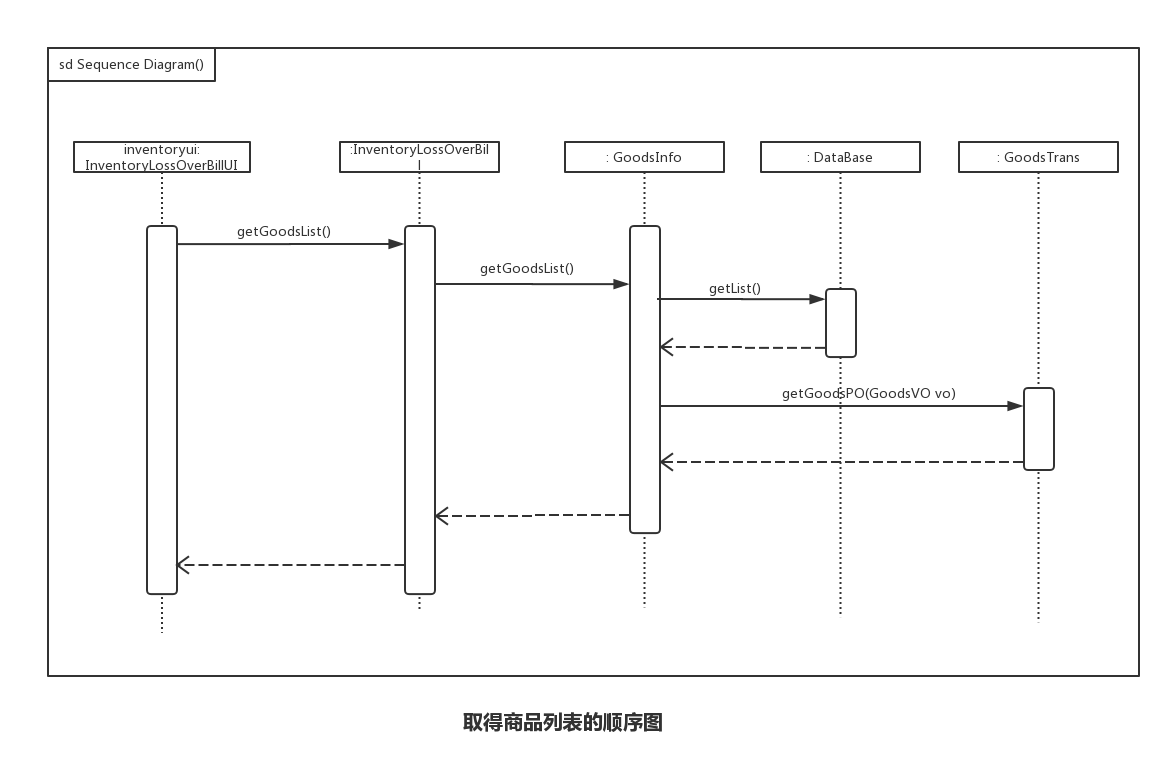 sd Sequence Diagram()
inventoryui:
InventoryLossOverBillUI
:InventoryLossOverBil
l
: GoodsInfo
: DataBase
: GoodsTrans
getGoodsList()
getGoodsList()
getList()
getGoodsPO(GoodsVO vo)
取得商品列表的顺序图